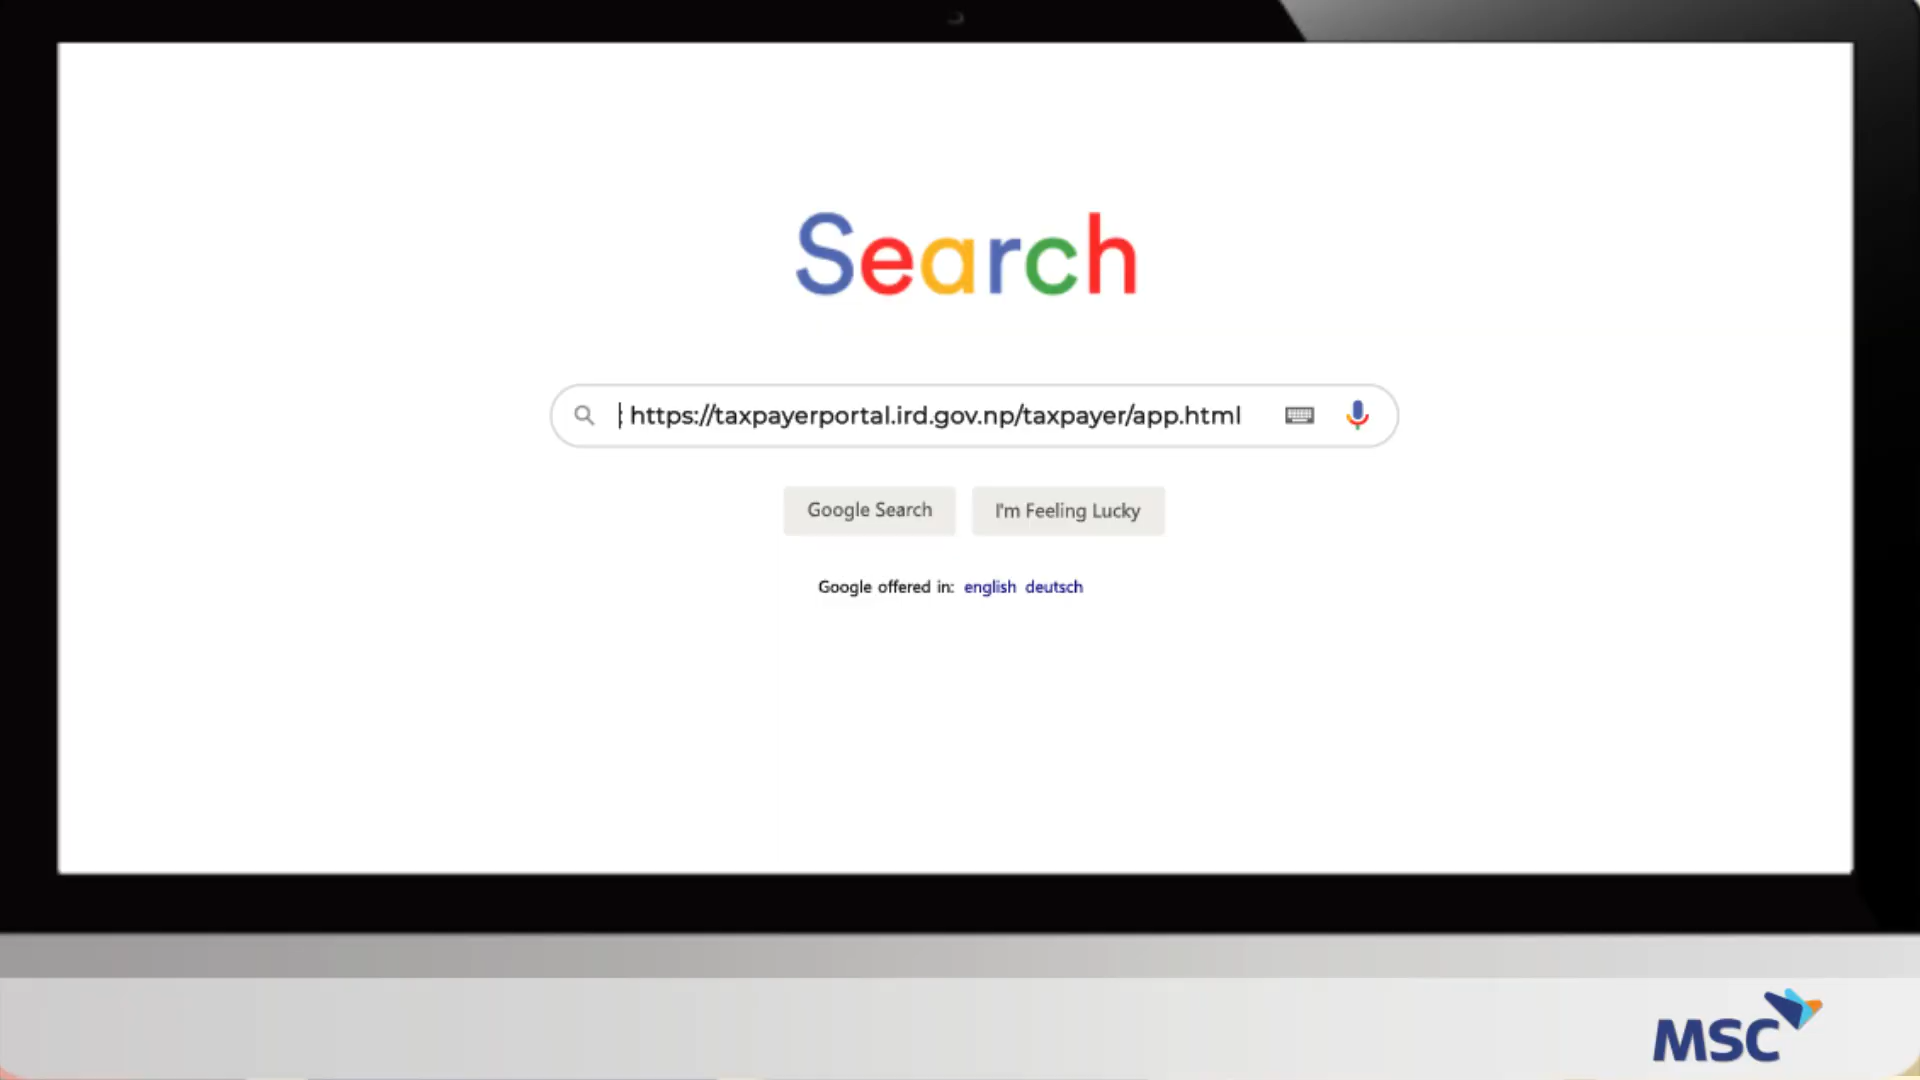 Search
: https://taxpayerportal.ird.gov.np/taxpayer/app.html
Google Search
I'm Feeling Lucky
Google offered in: english deutsch
MSC